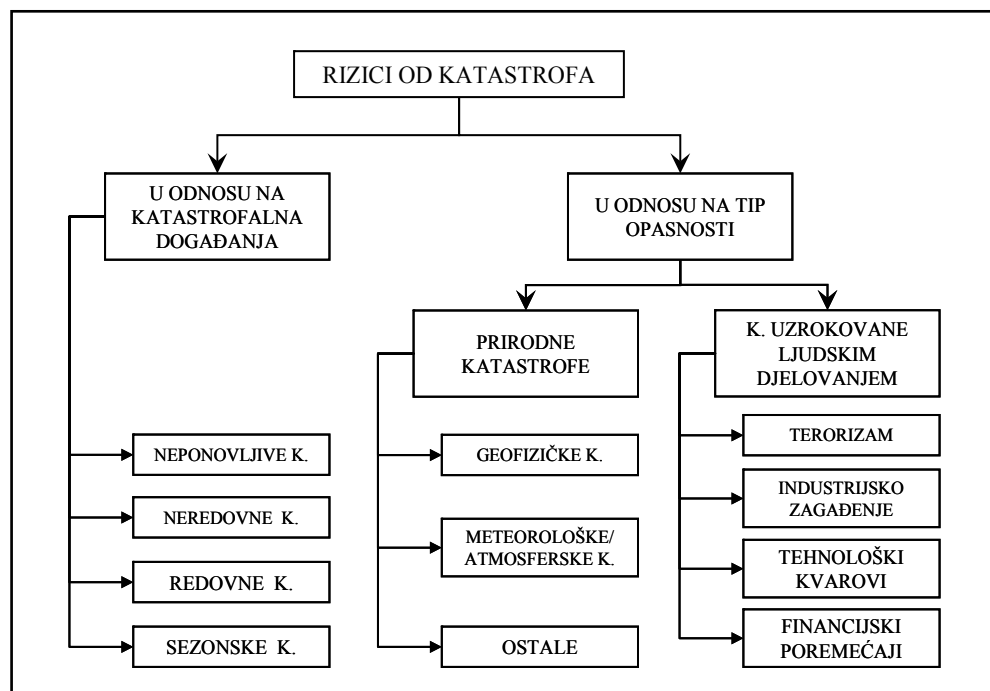 RIZICI OD KATASTROFA
U ODNOSU NA
KATASTROFALNA
DOGAĐANJA
U ODNOSU NA TIP
OPASNOSTI
PRIRODNE
KATASTROFE
K. UZROKOVANE
LJUDSKIM
DJELOVANJEM
NEPONOVLJIVE K.
NEREDOVNE K.
REDOVNE K.
SEZONSKE K.
GEOFIZIČKE K.
METEOROLOŠKE/
ATMOSFERSKE K.
OSTALE
TERORIZAM
INDUSTRIJSKO
ZAGAĐENJE
TEHNOLOŠKI
KVAROVI
FINANCIJSKI
POREMEĆAJI